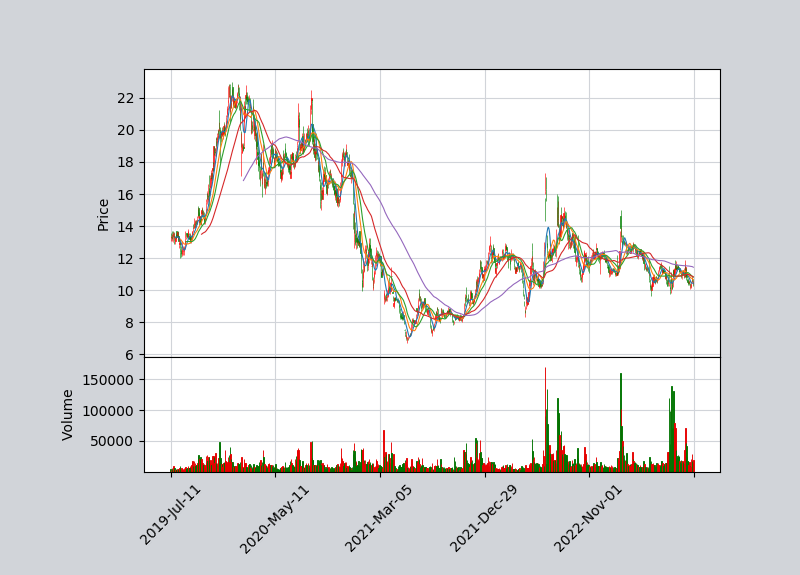 22
20
18
16
14
12
10
8
6
Price
150000
100000
50000
Volume
2019-Jul-11
2020-May-11
2021-Mar-05
2021-Dec-29
2022-Nov-01